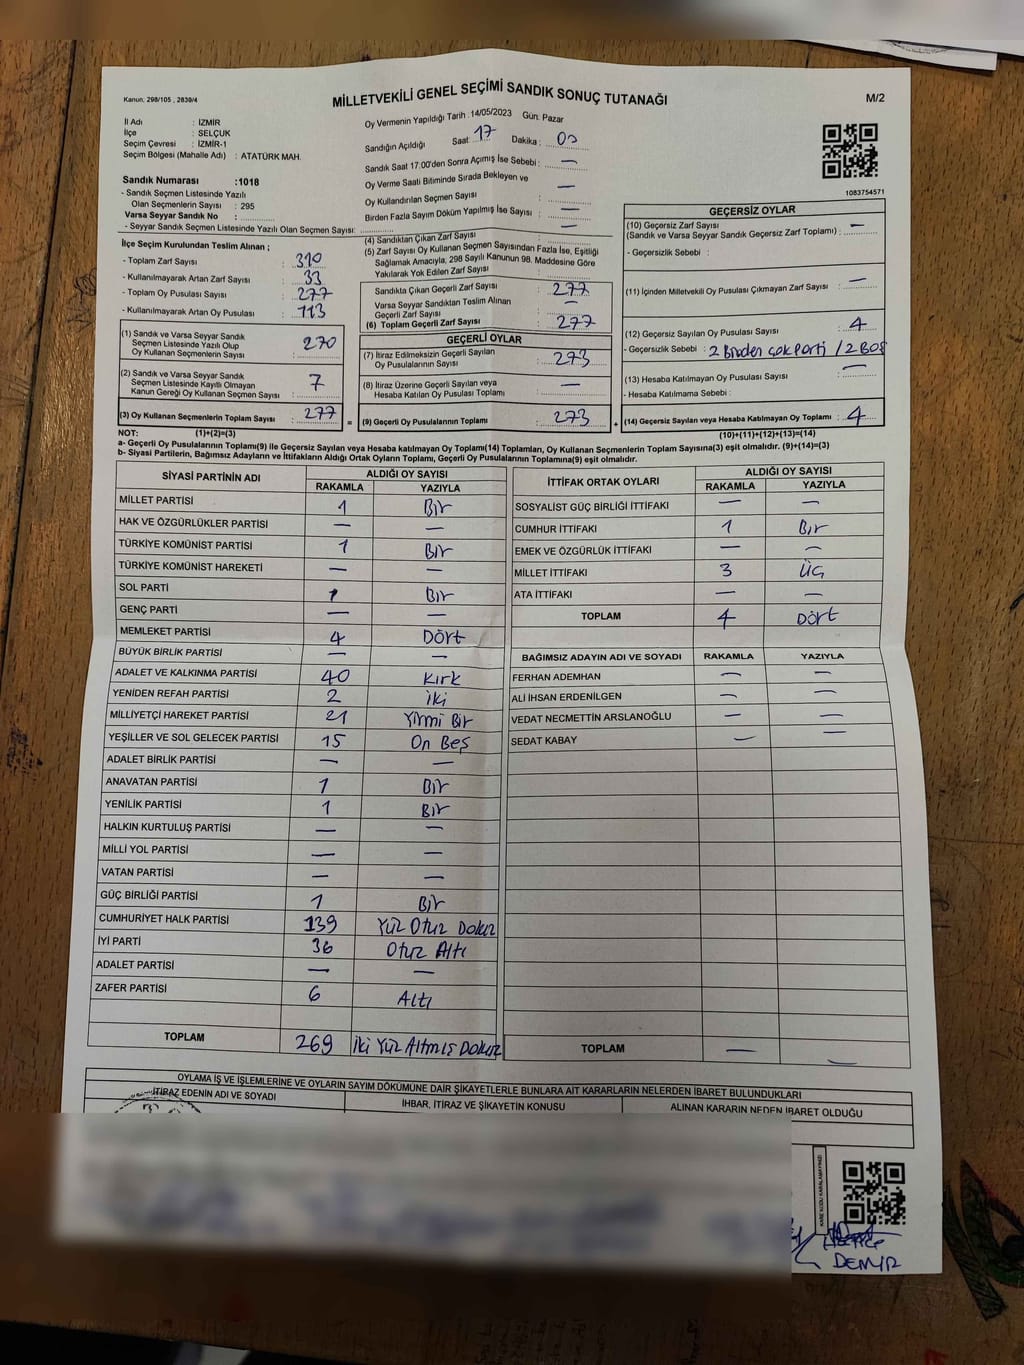 Kanun: 298/105 , 2839/4
MİLLETVEKİLİ GENEL SEÇİMİ SANDIK SONUÇ TUTANAĞI
M/2
İl Adı : İZMİR
İlçe : SELÇUK
Seçim Çevresi : İZMİR-1
Seçim Bölgesi (Mahalle Adı) : ATATÜRK MAH.
Sandık Numarası :1018
- Sandık Seçmen Listesinde Yazılı
Olan Seçmenlerin Sayısı : 295
Varsa Seyyar Sandık No :
- Seyyar Sandık Seçmen Listesinde Yazılı Olan Seçmen Sayısı:
Oy Vermenin Yapıldığı Tarih :14/05/2023 Gün: Pazar
Sandığın Açıldığı Saat: 17 Dakika : 00
Sandık Saat 17:00'den Sonra Açımış İse Sebebi : —
Oy Verme Saati Bitiminde Sırada Bekleyen ve
Oy Kullandırılan Seçmen Sayısı : —
Birden Fazla Sayım Döküm Yapılmış İse Sayısı : —
1083754571
İlçe Seçim Kurulundan Teslim Alınan ;
- Toplam Zarf Sayısı : 310
- Kullanılmayarak Artan Zarf Sayısı : 33
- Toplam Oy Pusulası Sayısı : 277
- Kullanılmayarak Artan Oy Pusulası : 113
(1) Sandık ve Varsa Seyyar Sandık
Seçmen Listesinde Yazılı Olup
Oy Kullanan Seçmenlerin Sayısı : 270
(2) Sandık ve Varsa Seyyar Sandık
Seçmen Listesinde Kayıtlı Olmayan
Kanun Gereği Oy Kullanan Seçmen Sayısı : 7
(3) Oy Kullanan Seçmenlerin Toplam Sayısı : 277
(4) Sandıktan Çıkan Zarf Sayısı :
(5) Zarf Sayısı Oy Kullanan Seçmen Sayısından Fazla İse, Eşitliği
Sağlamak Amacıyla; 298 Sayılı Kanunun 98. Maddesine Göre
Yakılarak Yok Edilen Zarf Sayısı :
Sandıkta Çıkan Geçerli Zarf Sayısı : 277
Varsa Seyyar Sandıktan Teslim Alınan
Geçerli Zarf Sayısı : —
(6) Toplam Geçerli Zarf Sayısı : 277
GEÇERLİ OYLAR
(7) İtiraz Edilmeksizin Geçerli Sayılan
Oy Pusulalarının Sayısı : 273
(8) İtiraz Üzerine Geçerli Sayılan veya
Hesaba Katılan Oy Pusulası Toplamı : —
= (9) Geçerli Oy Pusulalarının Toplamı : 273
GEÇERSİZ OYLAR
(10) Geçersiz Zarf Sayısı : —
(Sandık ve Varsa Seyyar Sandık Geçersiz Zarf Toplamı)
- Geçersizlik Sebebi :
(11) İçinden Milletvekili Oy Pusulası Çıkmayan Zarf Sayısı : —
(12) Geçersiz Sayılan Oy Pusulası Sayısı : 4
- Geçersizlik Sebebi : 2 Birden çok parti / 2 Boş
(13) Hesaba Katılmayan Oy Pusulası Sayısı : —
- Hesaba Katılmama Sebebi :
+ (14) Geçersiz Sayılan veya Hesaba Katılmayan Oy Toplamı : 4
NOT: (1)+(2)=(3)
(10)+(11)+(12)+(13)=(14)
a- Geçerli Oy Pusulalarının Toplamı(9) ile Geçersiz Sayılan veya Hesaba katılmayan Oy Toplamı(14) Toplamları, Oy Kullanan Seçmenlerin Toplam Sayısına(3) eşit olmalıdır. (9)+(14)=(3)
b- Siyasi Partilerin, Bağımsız Adayların ve İttifakların Aldığı Ortak Oyların Toplamı, Geçerli Oy Pusulalarının Toplamına(9) eşit olmalıdır.
SİYASİ PARTİNİN ADI ALDIĞI OY SAYISI
RAKAMLA YAZIYLA
MİLLET PARTİSİ 1 Bir
HAK VE ÖZGÜRLÜKLER PARTİSİ — —
TÜRKİYE KOMÜNİST PARTİSİ 1 Bir
TÜRKİYE KOMÜNİST HAREKETİ — —
SOL PARTİ 1 Bir
GENÇ PARTİ — —
MEMLEKET PARTİSİ 4 Dört
BÜYÜK BİRLİK PARTİSİ — —
ADALET VE KALKINMA PARTİSİ 40 Kırk
YENİDEN REFAH PARTİSİ 2 İki
MİLLİYETÇİ HAREKET PARTİSİ 21 Yirmi Bir
YEŞİLLER VE SOL GELECEK PARTİSİ 15 On Beş
ADALET BİRLİK PARTİSİ — —
ANAVATAN PARTİSİ 1 Bir
YENİLİK PARTİSİ 1 Bir
HALKIN KURTULUŞ PARTİSİ — —
MİLLİ YOL PARTİSİ — —
VATAN PARTİSİ — —
GÜÇ BİRLİĞİ PARTİSİ 1 Bir
CUMHURİYET HALK PARTİSİ 139 Yüz Otuz Dokuz
İYİ PARTİ 36 Otuz Altı
ADALET PARTİSİ — —
ZAFER PARTİSİ 6 Altı
TOPLAM 269 İki Yüz Altmış Dokuz
İTTİFAK ORTAK OYLARI ALDIĞI OY SAYISI
RAKAMLA YAZIYLA
SOSYALİST GÜÇ BİRLİĞİ İTTİFAKI — —
CUMHUR İTTİFAKI 1 Bir
EMEK VE ÖZGÜRLÜK İTTİFAKI — —
MİLLET İTTİFAKI 3 Üç
ATA İTTİFAKI — —
TOPLAM 4 Dört
BAĞIMSIZ ADAYIN ADI VE SOYADI RAKAMLA YAZIYLA
FERHAN ADEMHAN — —
ALİ İHSAN ERDENİLGEN — —
VEDAT NECMETTİN ARSLANOĞLU — —
SEDAT KABAY — —
TOPLAM — —
OYLAMA İŞ VE İŞLEMLERİNE VE OYLARIN SAYIM DÖKÜMÜNE DAİR ŞİKAYETLERLE BUNLARA AİT KARARLARIN NELERDEN İBARET BULUNDUKLARI
İTİRAZ EDENİN ADI VE SOYADI İHBAR, İTİRAZ VE ŞİKAYETİN KONUSU ALINAN KARARIN NEDEN İBARET OLDUĞU
KARE KODU KARALAMAYINIZ!
DEMİR